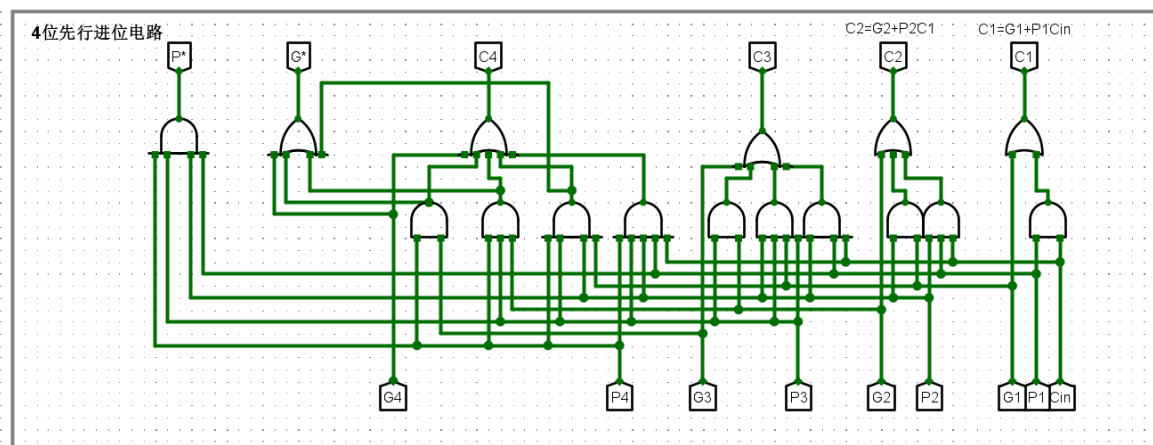 4位先行进位电路
C2=G2+P2C1
C1=G1+P1Cin
P*
G*
C4
C3
C2
C1
G4
P4
G3
P3
G2
P2
G1
P1
Cin